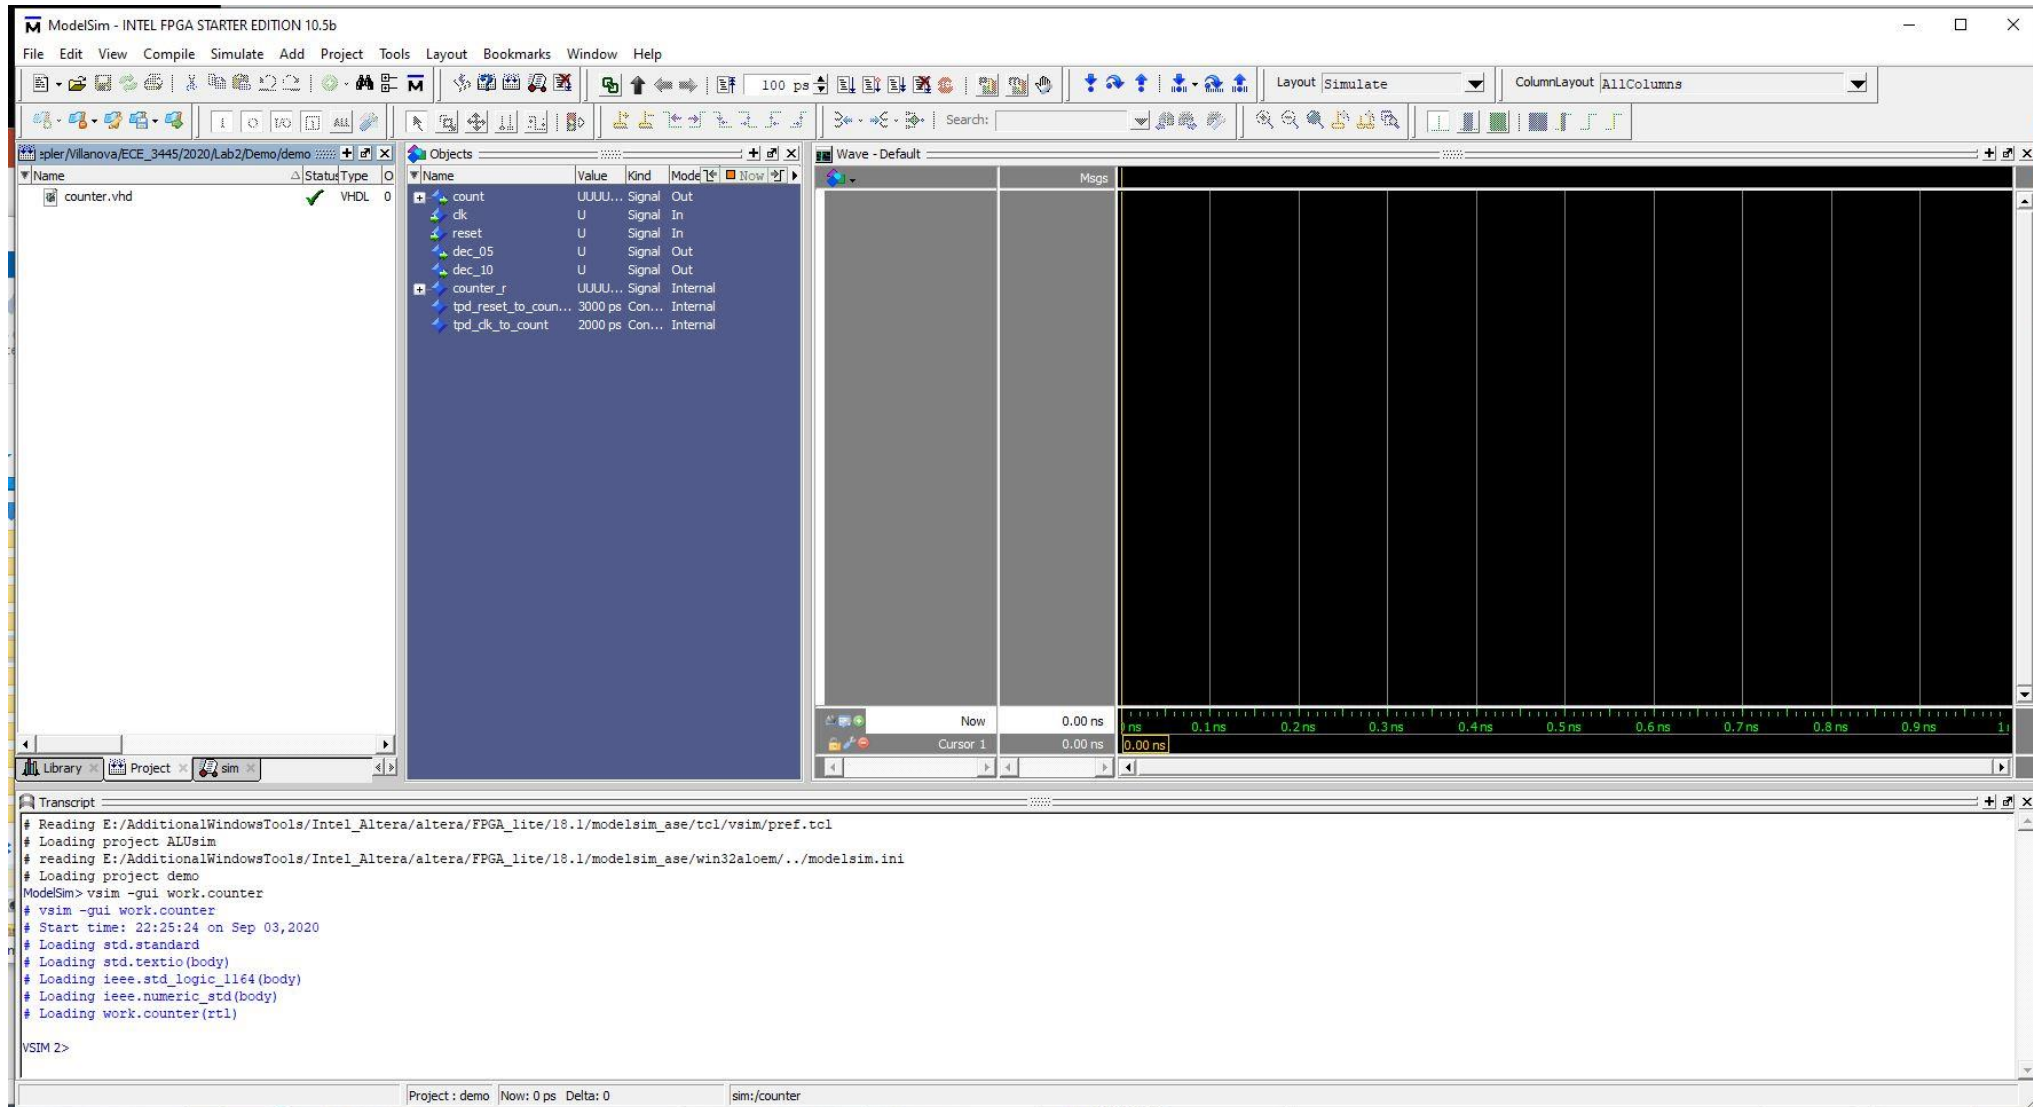 ModelSim - INTEL FPGA STARTER EDITION 10.5b
File Edit View Compile Simulate Add Project Tools Layout Bookmarks Window Help
100 ps Layout Simulate ColumnLayout AllColumns
Search:
epler/Villanova/ECE_3445/2020/Lab2/Demo/demo
Name Status Type O
counter.vhd VHDL 0
Library Project sim
Objects
Name Value Kind Mode Now
count UUUU... Signal Out
clk U Signal In
reset U Signal In
dec_05 U Signal Out
dec_10 U Signal Out
counter_r UUUU... Signal Internal
tpd_reset_to_coun... 3000 ps Con... Internal
tpd_clk_to_count 2000 ps Con... Internal
Wave - Default
Msgs
Now 0.00 ns
Cursor 1 0.00 ns
ns 0.1 ns 0.2 ns 0.3 ns 0.4 ns 0.5 ns 0.6 ns 0.7 ns 0.8 ns 0.9 ns 1
0.00 ns
Transcript
# Reading E:/AdditionalWindowsTools/Intel_Altera/altera/FPGA_lite/18.1/modelsim_ase/tcl/vsim/pref.tcl
# Loading project ALUsim
# reading E:/AdditionalWindowsTools/Intel_Altera/altera/FPGA_lite/18.1/modelsim_ase/win32aloem/../modelsim.ini
# Loading project demo
ModelSim> vsim -gui work.counter
# vsim -gui work.counter
# Start time: 22:25:24 on Sep 03,2020
# Loading std.standard
# Loading std.textio(body)
# Loading ieee.std_logic_1164(body)
# Loading ieee.numeric_std(body)
# Loading work.counter(rtl)
VSIM 2>
Project : demo Now: 0 ps Delta: 0 sim:/counter